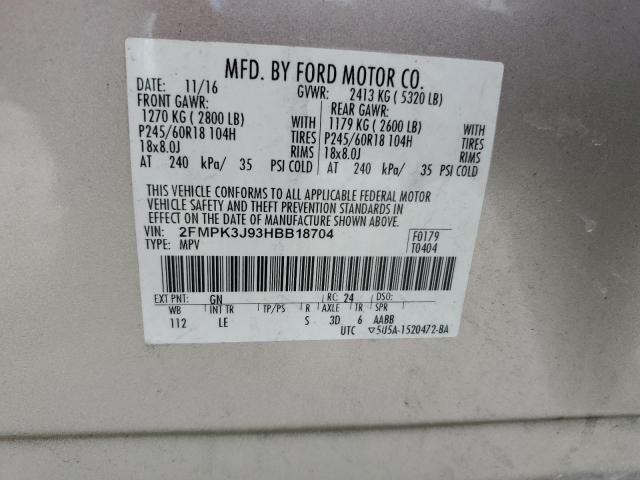 MFD. BY FORD MOTOR CO.
DATE: 11/16 GVWR: 2413 KG ( 5320 LB)
FRONT GAWR: REAR GAWR:
1270 KG ( 2800 LB) 1179 KG ( 2600 LB)
P245/60R18 104H TIRES P245/60R18 104H TIRES
18x8.0J RIMS 18x8.0J RIMS
AT 240 kPa/ 35 PSI COLD AT 240 kPa/ 35 PSI COLD
THIS VEHICLE CONFORMS TO ALL APPLICABLE FEDERAL MOTOR
VEHICLE SAFETY AND THEFT PREVENTION STANDARDS IN
EFFECT ON THE DATE OF MANUFACTURE SHOWN ABOVE.
VIN: 2FMPK3J93HBB18704 F0179
TYPE: MPV T0404
EXT PNT: GN RC: 24 DSO:
WB INT TR TP/PS R AXLE TR SPR
112 LE S 3D 6 AABB
UTC ▽5U5A-1520472-BA